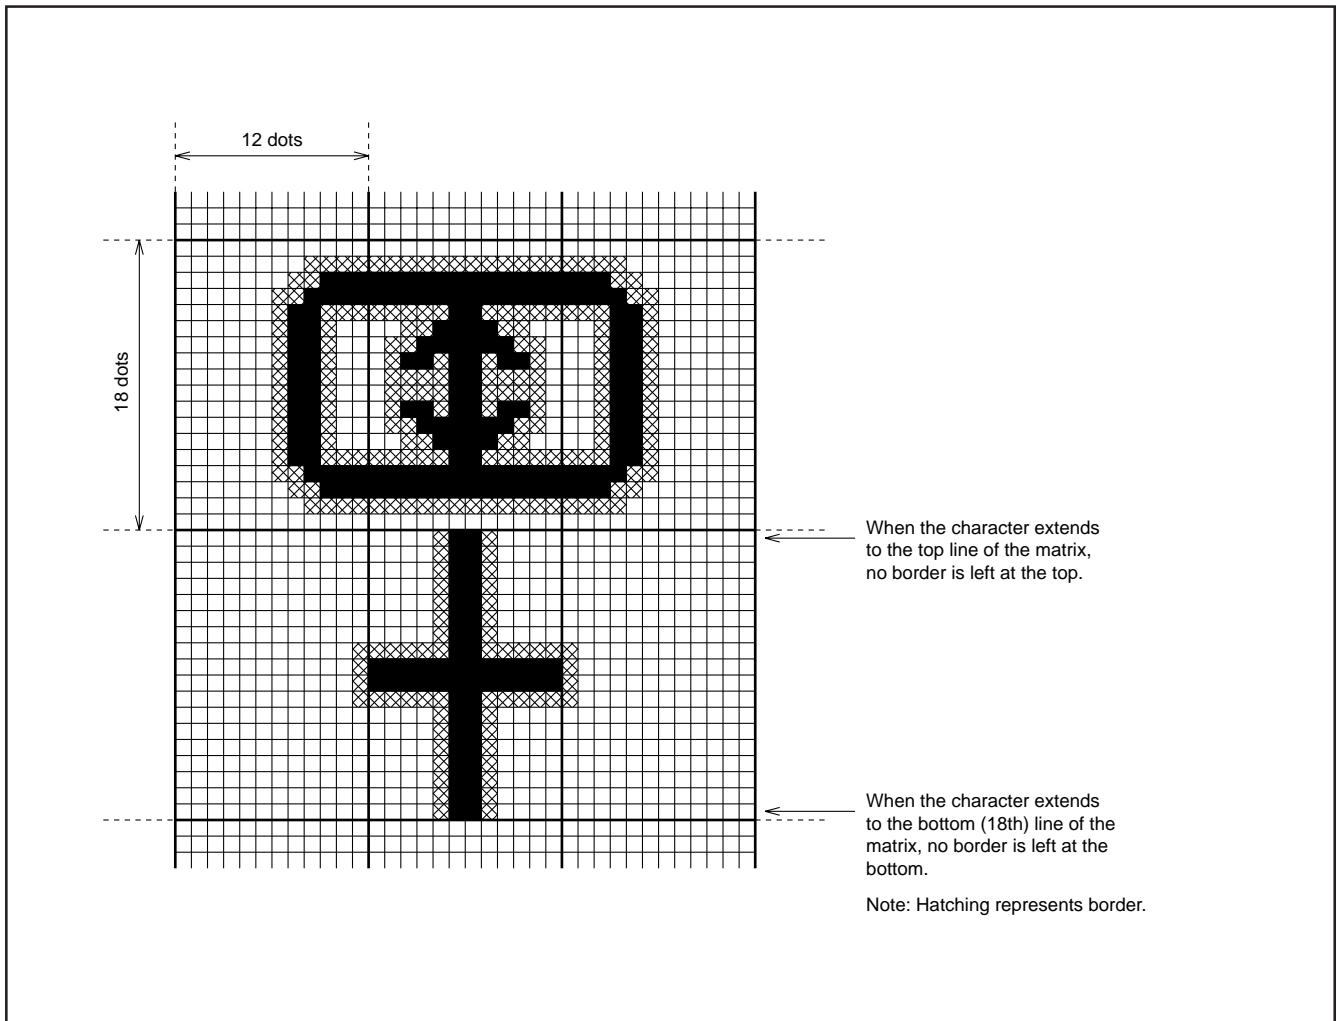 12 dots
18 dots
When the character extends
to the top line of the matrix,
no border is left at the top.
When the character extends
to the bottom (18th) line of the
matrix, no border is left at the
bottom.
Note: Hatching represents border.